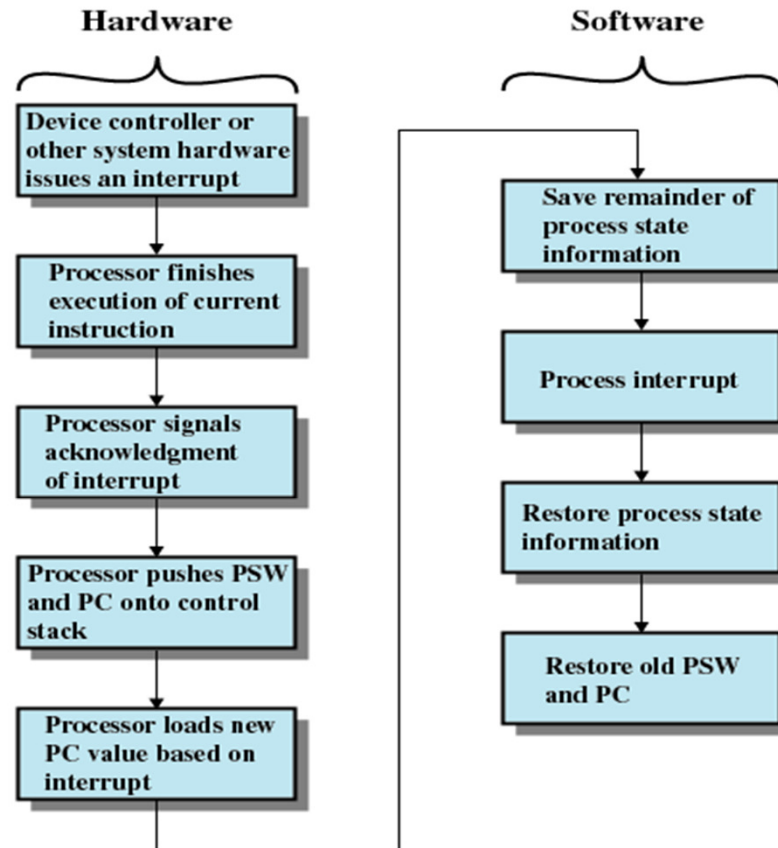 Hardware
Device controller or
other system hardware
issues an interrupt
Processor finishes
execution of current
instruction
Processor signals
acknowledgment
of interrupt
Processor pushes PSW
and PC onto control
stack
Processor loads new
PC value based on
interrupt
Software
Save remainder of
process state
information
Process interrupt
Restore process state
information
Restore old PSW
and PC